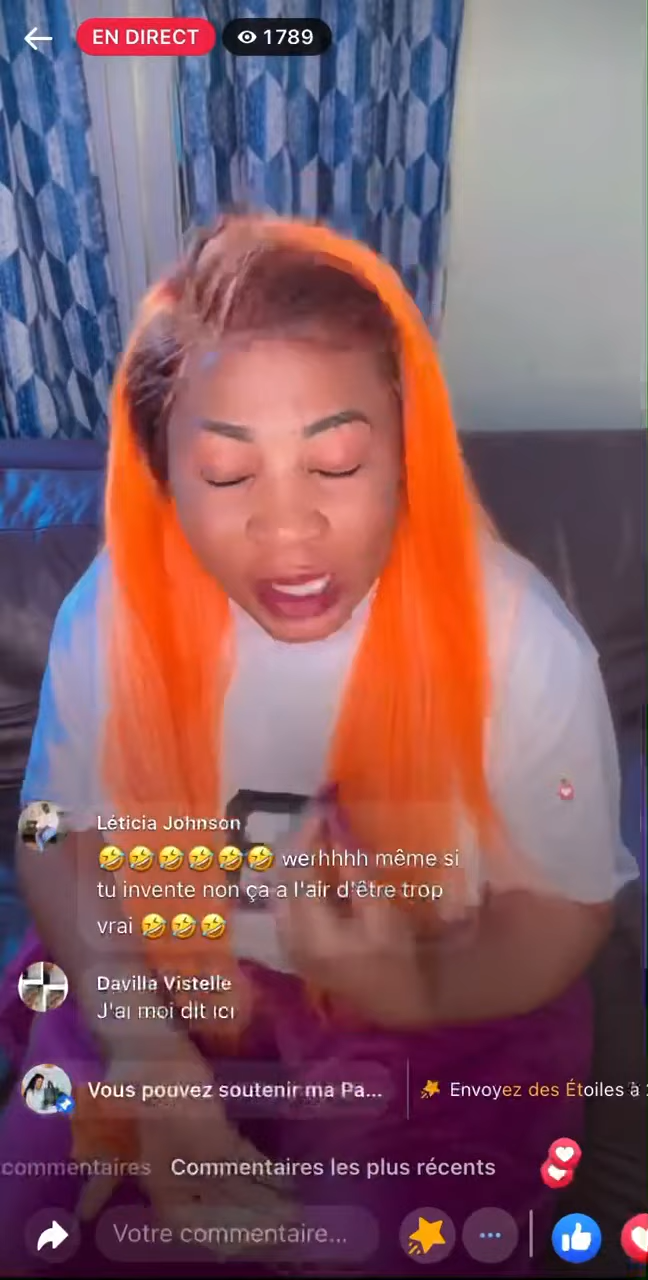 EN DIRECT 1789
Léticia Johnson
🤣🤣🤣🤣🤣🤣 werhhhh même si
tu invente non ça a l'air d'être trop
vrai 🤣🤣🤣
Davilla Vistelle
J'ai moi dit ici
Vous pouvez soutenir ma Pa... Envoyez des Étoiles à
commentaires Commentaires les plus récents
Votre commentaire...